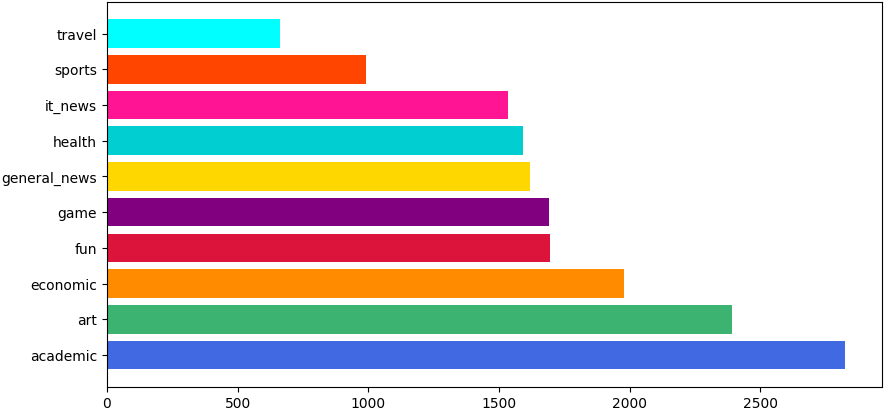 travel
sports
it_news
health
general_news
game
fun
economic
art
academic
0 500 1000 1500 2000 2500